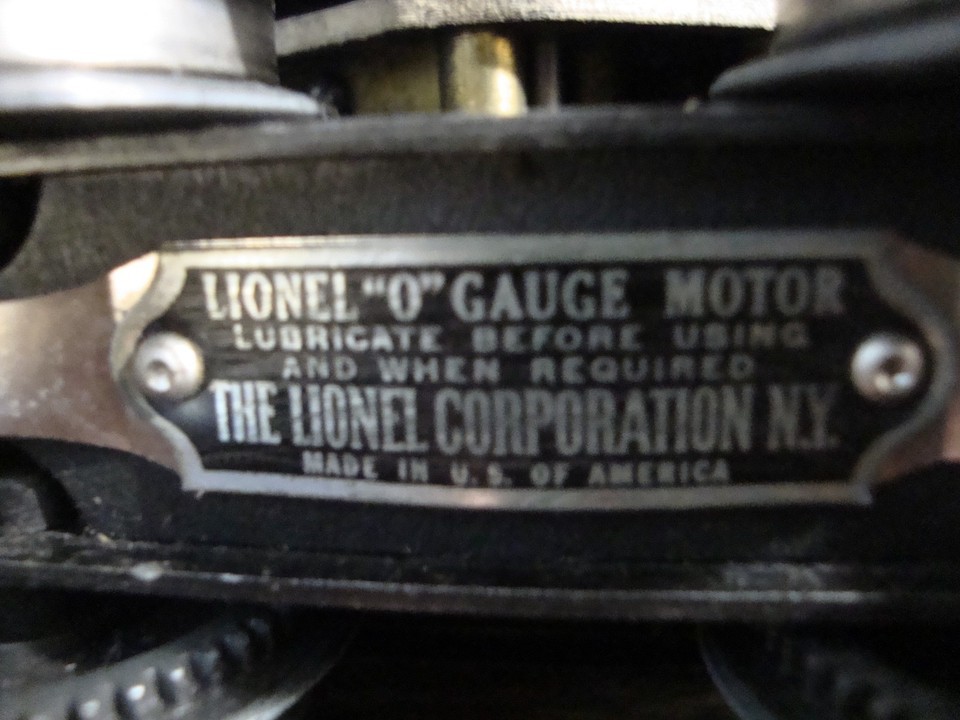 LIONEL "O" GAUGE MOTOR
LUBRICATE BEFORE USING
AND WHEN REQUIRED
THE LIONEL CORPORATION N.Y.
MADE IN U.S. OF AMERICA